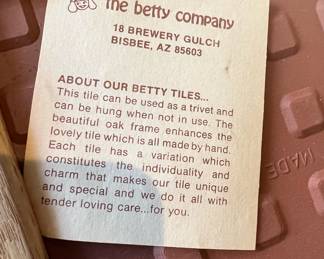 the betty company
18 BREWERY GULCH
BISBEE, AZ 85603
ABOUT OUR BETTY TILES...
This tile can be used as a trivet and
can be hung when not in use. The
beautiful oak frame enhances the
lovely tile which is all made by hand.
Each tile has a variation which
constitutes the individuality and
charm that makes our tile unique
and special and we do it all with
tender loving care...for you.
MADE